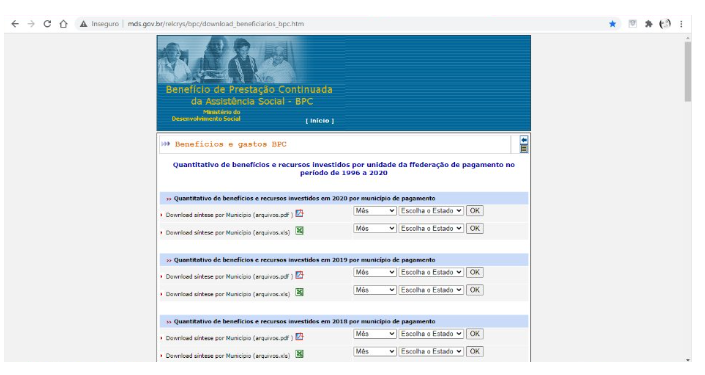 Inseguro | mds.gov.br/relcrys/bpc/download_beneficiarios_bpc.htm
Benefício de Prestação Continuada
da Assistência Social - BPC
Ministério do
Desenvolvimento Social
[ Início ]
Benefícios e gastos BPC
Quantitativo de benefícios e recursos investidos por unidade da ffederação de pagamento no
período de 1996 a 2020
>> Quantitativo de benefícios e recursos investidos em 2020 por município de pagamento
Download síntese por Município (arquivos.pdf ) Mês Escolha o Estado OK
Download síntese por Município (arquivos.xls) Mês Escolha o Estado OK
>> Quantitativo de benefícios e recursos investidos em 2019 por município de pagamento
Download síntese por Município (arquivos.pdf ) Mês Escolha o Estado OK
Download síntese por Município (arquivos.xls) Mês Escolha o Estado OK
>> Quantitativo de benefícios e recursos investidos em 2018 por município de pagamento
Download síntese por Município (arquivos.pdf ) Mês Escolha o Estado OK
Download síntese por Município (arquivos.xls) Mês Escolha o Estado OK